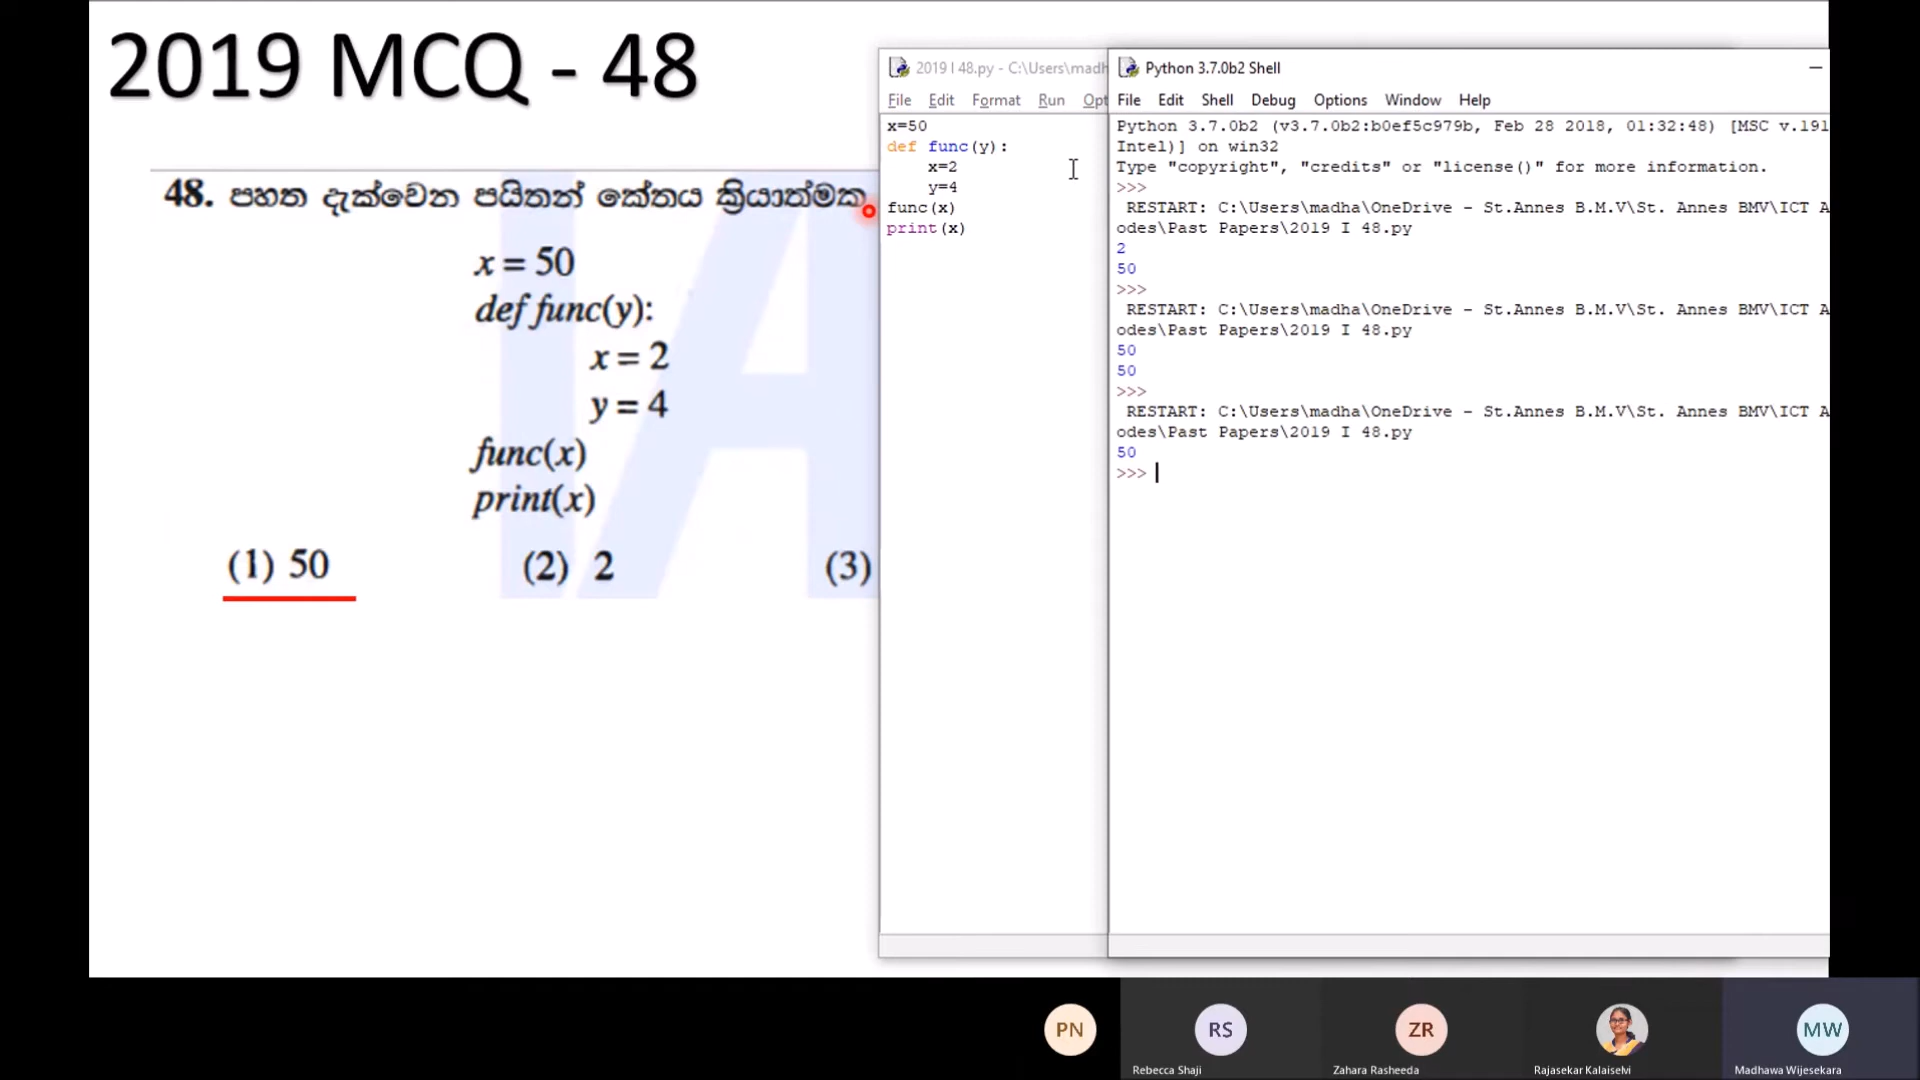 2019 MCQ - 48
48. පහත දැක්වෙන පයිතන් කේතය ක්‍රියාත්මක
x = 50
def func(y):
x = 2
y = 4
func(x)
print(x)
(1) 50 (2) 2 (3)
2019 I 48.py - C:\Users\madh
File Edit Format Run Opt
x=50
def func(y):
x=2
y=4
func(x)
print(x)
Python 3.7.0b2 Shell
File Edit Shell Debug Options Window Help
Python 3.7.0b2 (v3.7.0b2:b0ef5c979b, Feb 28 2018, 01:32:48) [MSC v.191
Intel)] on win32
Type "copyright", "credits" or "license()" for more information.
>>>
RESTART: C:\Users\madha\OneDrive - St.Annes B.M.V\St. Annes BMV\ICT A
odes\Past Papers\2019 I 48.py
2
50
>>>
RESTART: C:\Users\madha\OneDrive - St.Annes B.M.V\St. Annes BMV\ICT A
odes\Past Papers\2019 I 48.py
50
50
>>>
RESTART: C:\Users\madha\OneDrive - St.Annes B.M.V\St. Annes BMV\ICT A
odes\Past Papers\2019 I 48.py
50
>>>
PN RS ZR MW
Rebecca Shaji Zahara Rasheeda Rajasekar Kalaiselvi Madhawa Wijesekara